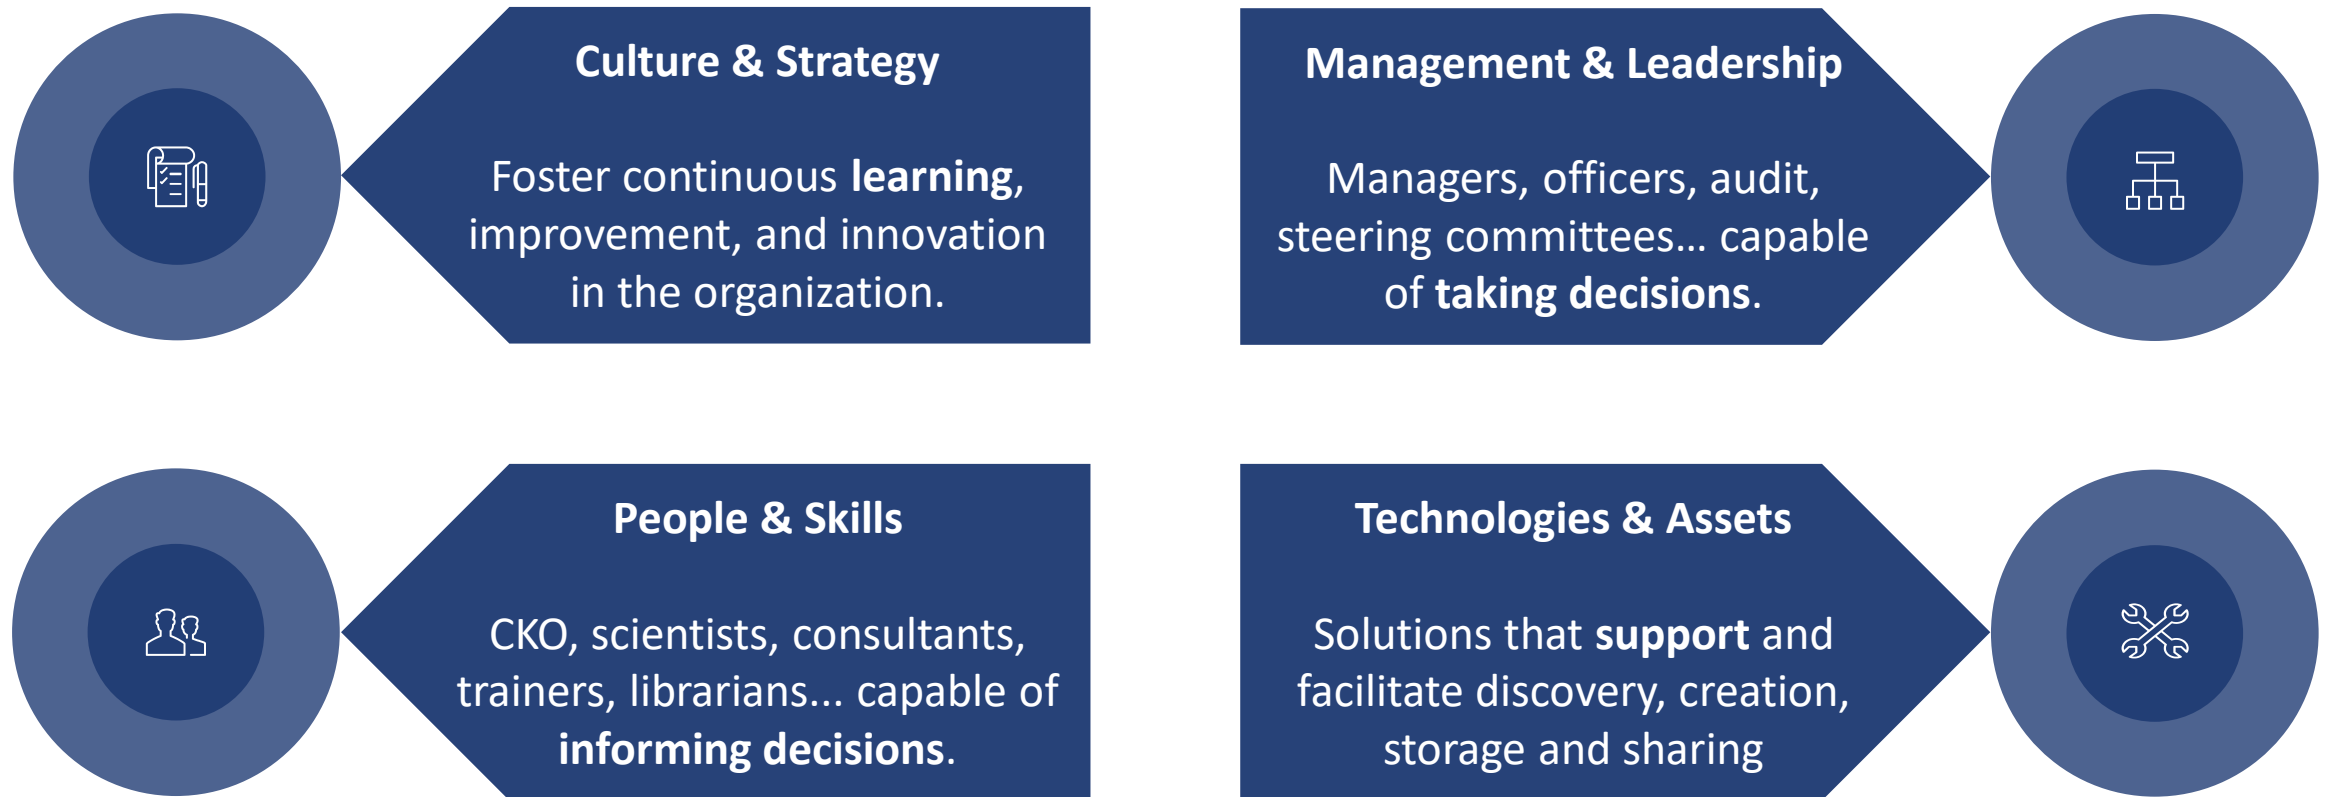 Culture & Strategy
Foster continuous learning,
improvement, and innovation
in the organization.
Management & Leadership
Managers, officers, audit,
steering committees... capable
of taking decisions.
People & Skills
CKO, scientists, consultants,
trainers, librarians... capable of
informing decisions.
Technologies & Assets
Solutions that support and
facilitate discovery, creation,
storage and sharing